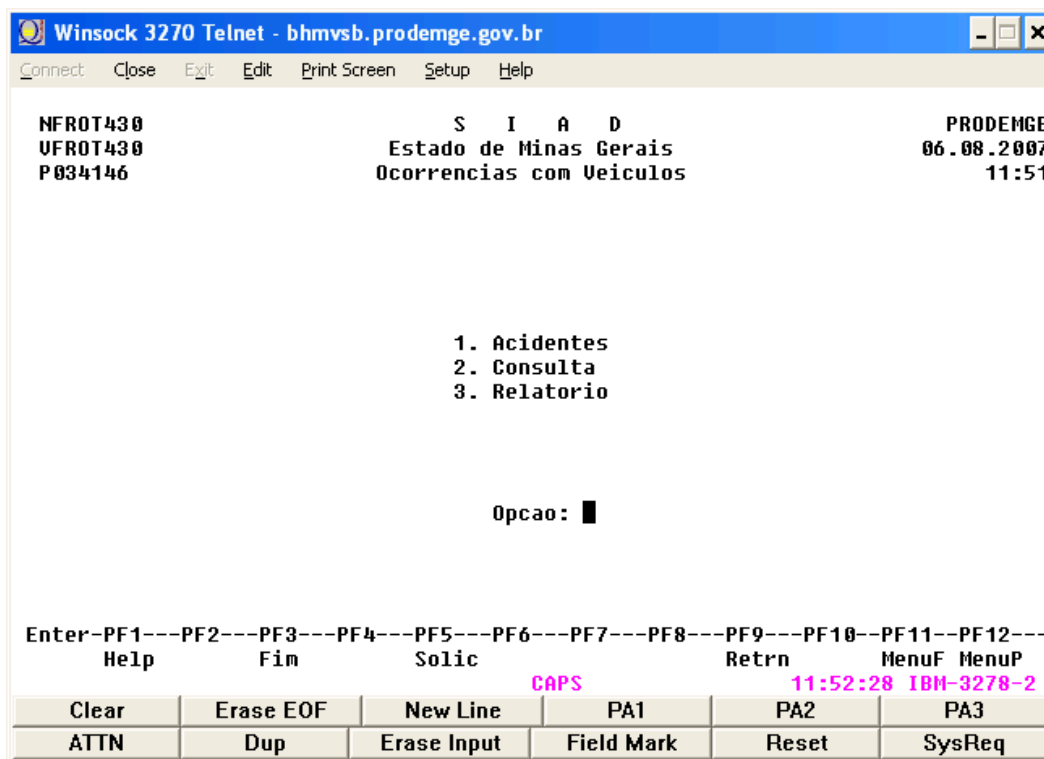 Winsock 3270 Telnet - bhmvsb.prodemge.gov.br
Connect Close Exit Edit Print Screen Setup Help
NFROT430 S I A D PRODEMGE
VFROT430 Estado de Minas Gerais 06.08.2007
P034146 Ocorrencias com Veiculos 11:51
1. Acidentes
2. Consulta
3. Relatorio
Opcao:
Enter-PF1---PF2---PF3---PF4---PF5---PF6---PF7---PF8---PF9---PF10--PF11--PF12---
Help Fim Solic Retrn MenuF MenuP
CAPS 11:52:28 IBM-3278-2
Clear Erase EOF New Line PA1 PA2 PA3
ATTN Dup Erase Input Field Mark Reset SysReq